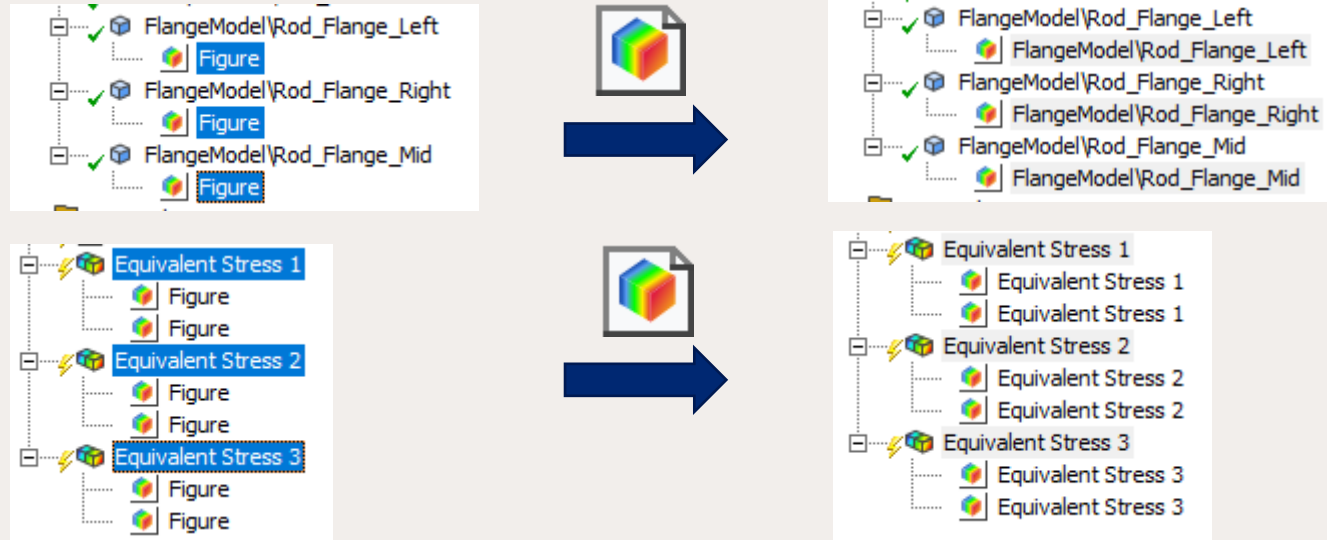 FlangeModel\Rod_Flange_Left
Figure
FlangeModel\Rod_Flange_Right
Figure
FlangeModel\Rod_Flange_Mid
Figure
FlangeModel\Rod_Flange_Left
FlangeModel\Rod_Flange_Left
FlangeModel\Rod_Flange_Right
FlangeModel\Rod_Flange_Right
FlangeModel\Rod_Flange_Mid
FlangeModel\Rod_Flange_Mid
Equivalent Stress 1
Figure
Figure
Equivalent Stress 2
Figure
Figure
Equivalent Stress 3
Figure
Figure
Equivalent Stress 1
Equivalent Stress 1
Equivalent Stress 1
Equivalent Stress 2
Equivalent Stress 2
Equivalent Stress 2
Equivalent Stress 3
Equivalent Stress 3
Equivalent Stress 3